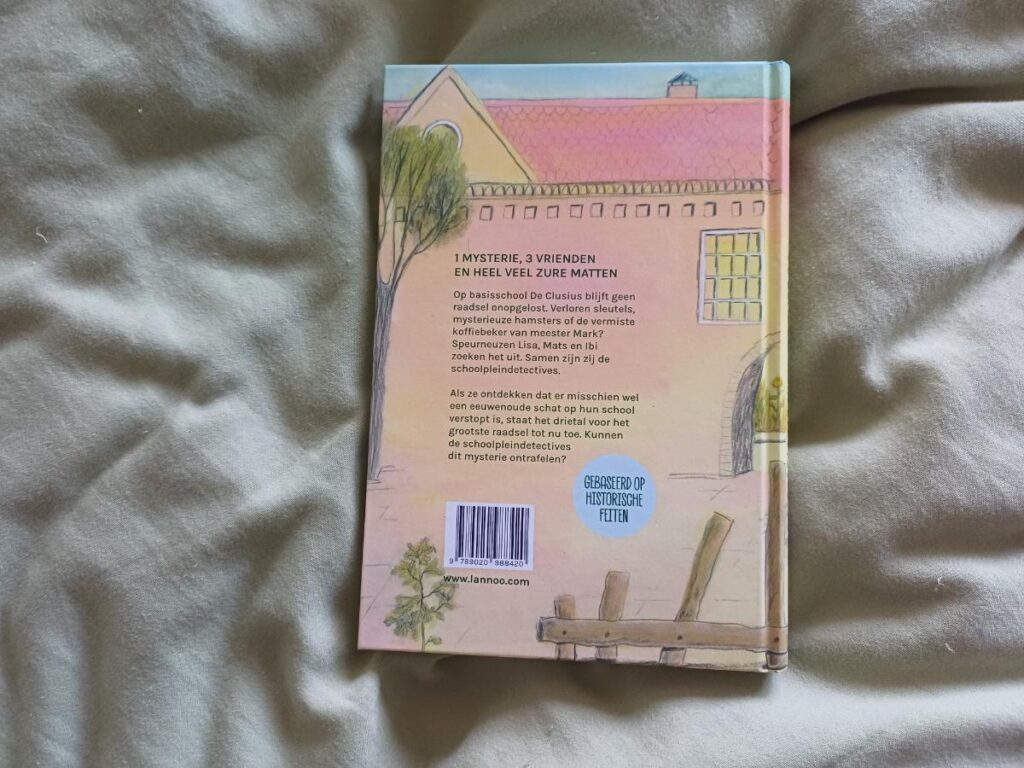 1 MYSTERIE, 3 VRIENDEN
EN HEEL VEEL ZURE MATTEN
Op basisschool De Clusius blijft geen
raadsel onopgelost. Verloren sleutels,
mysterieuze hamsters of de vermiste
koffiebeker van meester Mark?
Speurneuzen Lisa, Mats en Ibi
zoeken het uit. Samen zijn zij de
schoolpleindetectives.
Als ze ontdekken dat er misschien wel
een eeuwenoude schat op hun school
verstopt is, staat het drietal voor het
grootste raadsel tot nu toe. Kunnen
de schoolpleindetectives
dit mysterie ontrafelen?
GEBASEERD OP
HISTORISCHE
FEITEN
9 789020 988420
www.lannoo.com